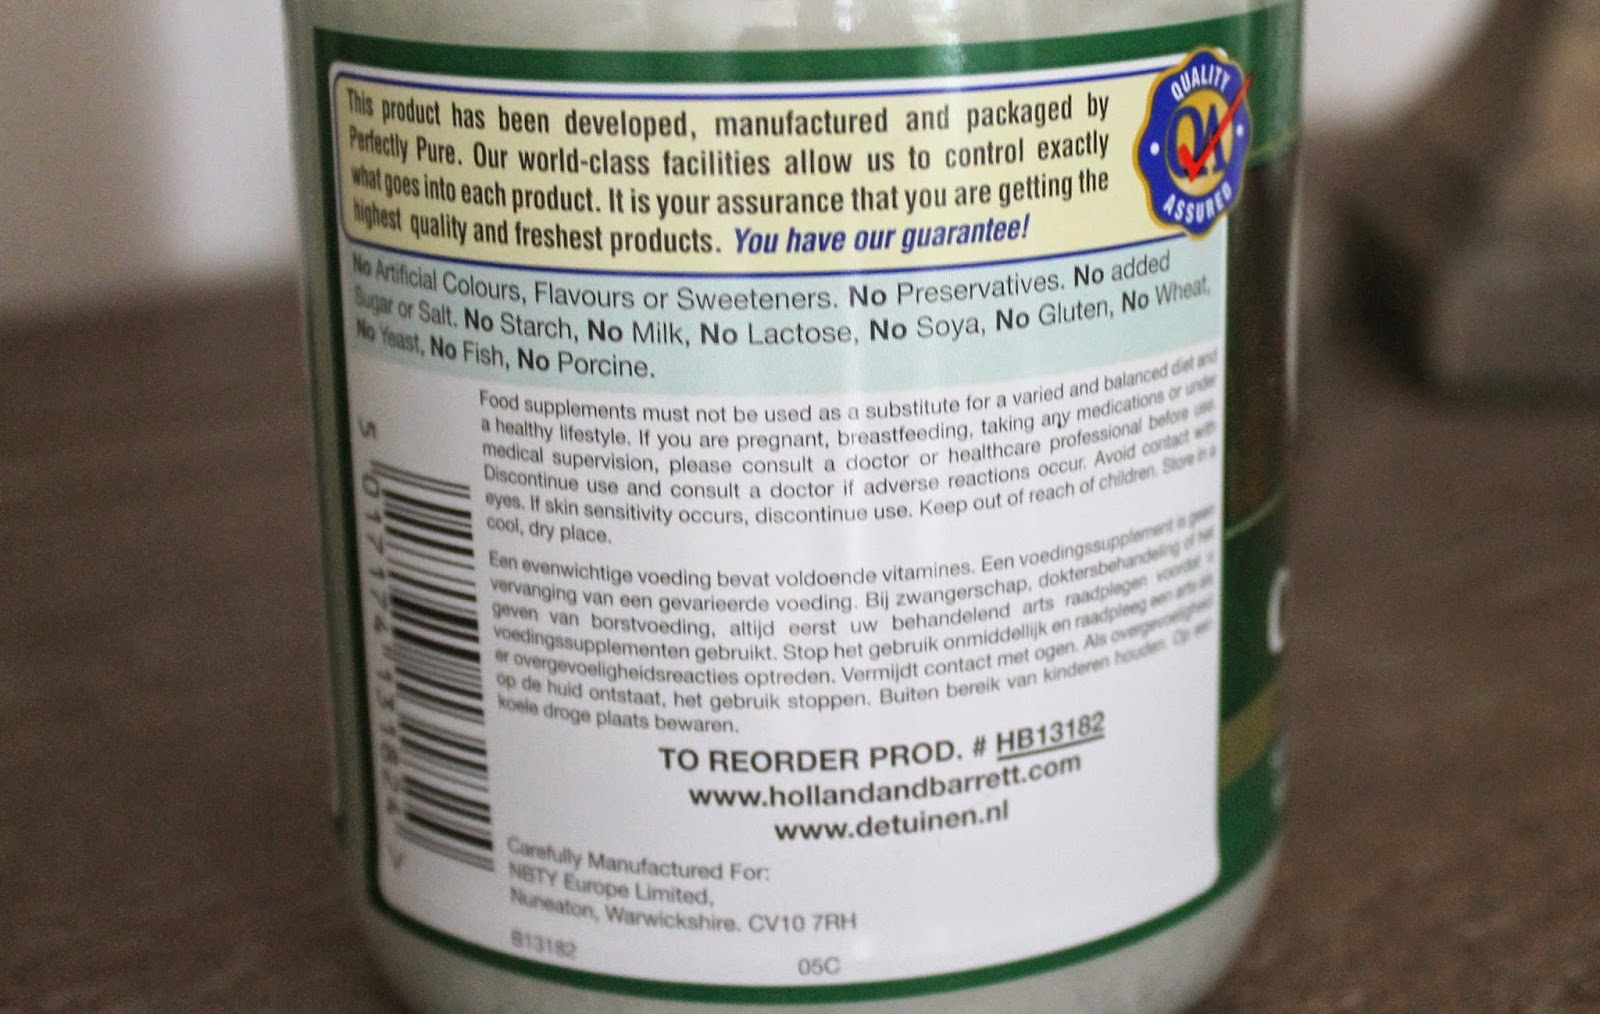 This product has been developed, manufactured and packaged by
Perfectly Pure. Our world-class facilities allow us to control exactly
what goes into each product. It is your assurance that you are getting the
highest quality and freshest products. You have our guarantee!
QUALITY
QA
ASSURED
No Artificial Colours, Flavours or Sweeteners. No Preservatives. No added
Sugar or Salt. No Starch, No Milk, No Lactose, No Soya, No Gluten, No Wheat,
No Yeast, No Fish, No Porcine.
Food supplements must not be used as a substitute for a varied and balanced diet and
a healthy lifestyle. If you are pregnant, breastfeeding, taking any medications or under
medical supervision, please consult a doctor or healthcare professional before use.
Discontinue use and consult a doctor if adverse reactions occur. Avoid contact with
eyes. If skin sensitivity occurs, discontinue use. Keep out of reach of children. Store in a
cool, dry place.
Een evenwichtige voeding bevat voldoende vitamines. Een voedingssupplement is geen
vervanging van een gevarieerde voeding. Bij zwangerschap, doktersbehandeling of het
geven van borstvoeding, altijd eerst uw behandelend arts raadplegen voordat u
voedingssupplementen gebruikt. Stop het gebruik onmiddellijk en raadpleeg een arts als
er overgevoeligheidsreacties optreden. Vermijdt contact met ogen. Als overgevoeligheid
op de huid ontstaat, het gebruik stoppen. Buiten bereik van kinderen houden. Op een
koele droge plaats bewaren.
TO REORDER PROD. # HB13182
www.hollandandbarrett.com
www.detuinen.nl
Carefully Manufactured For:
NBTY Europe Limited,
Nuneaton, Warwickshire. CV10 7RH
B13182
05C